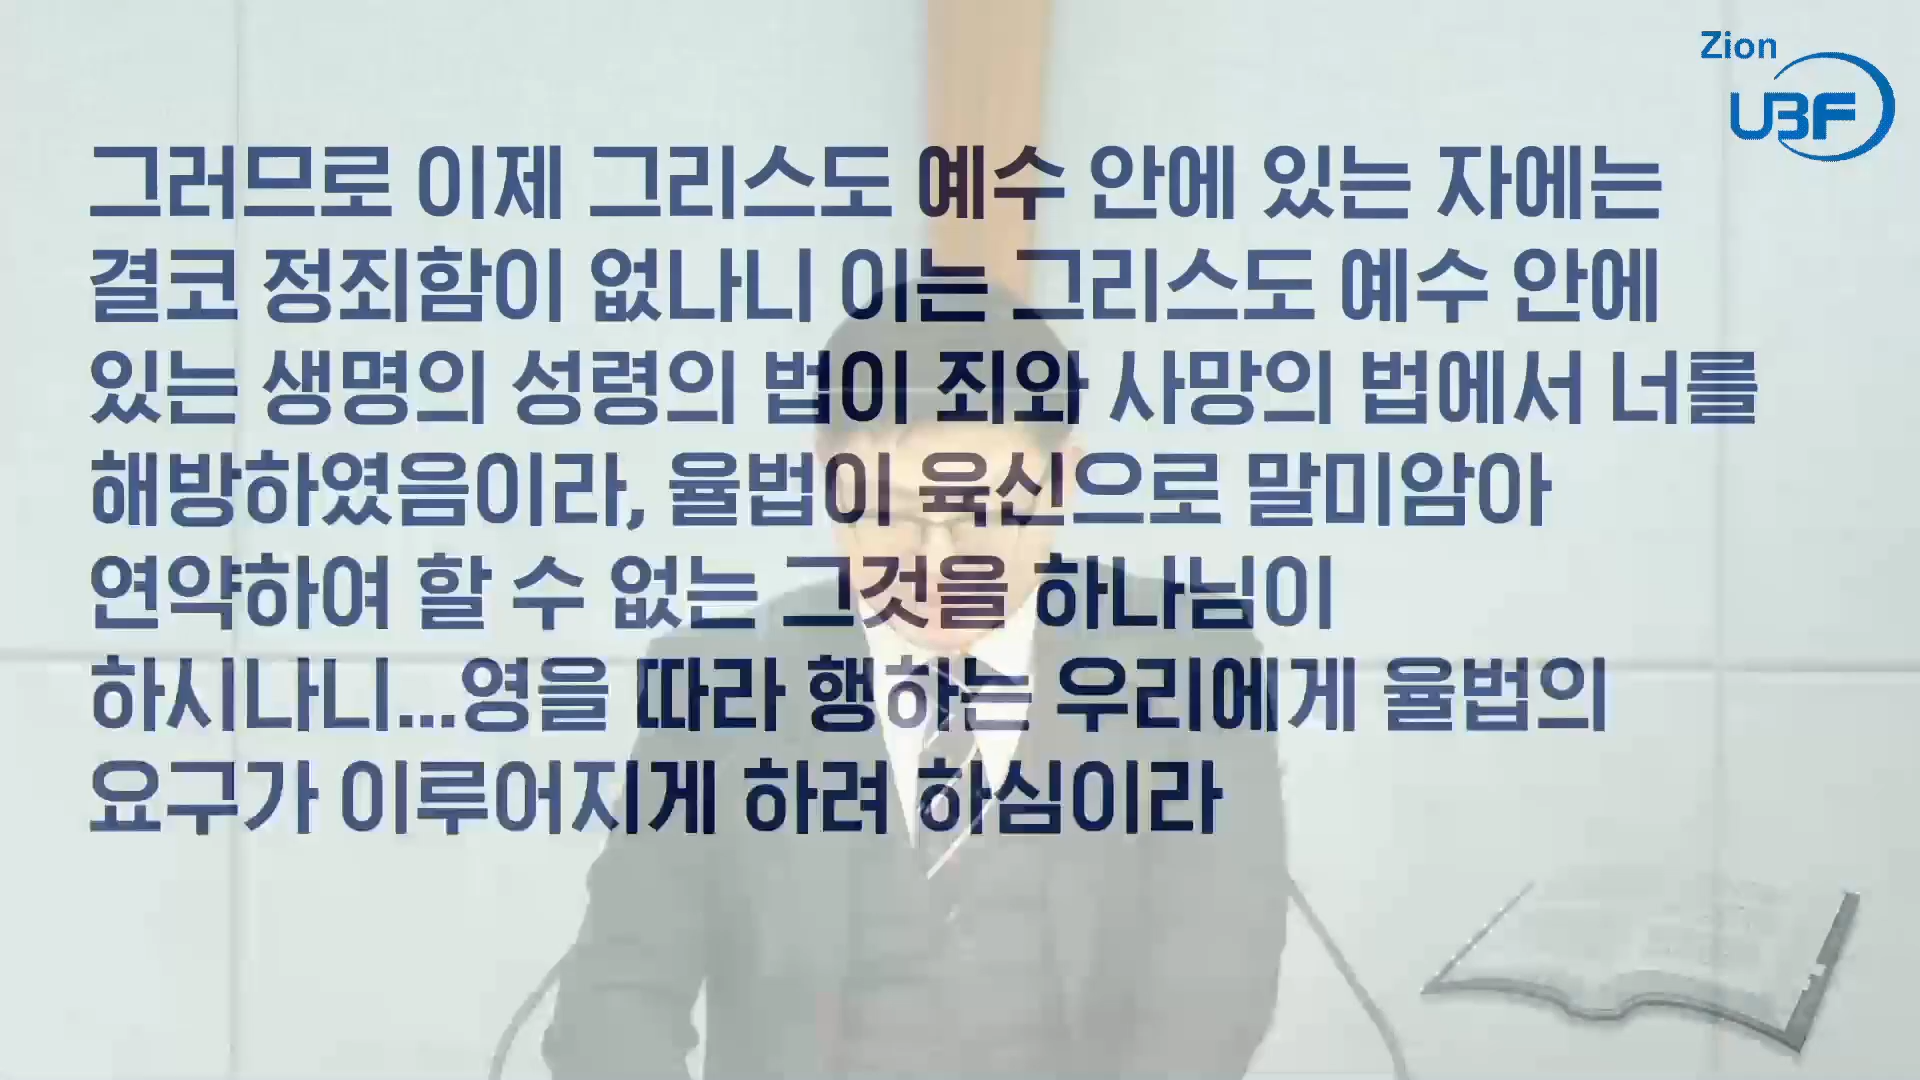 Zion
UBF
그러므로 이제 그리스도 예수 안에 있는 자에는
결코 정죄함이 없나니 이는 그리스도 예수 안에
있는 생명의 성령의 법이 죄와 사망의 법에서 너를
해방하였음이라, 율법이 육신으로 말미암아
연약하여 할 수 없는 그것을 하나님이
하시나니...영을 따라 행하는 우리에게 율법의
요구가 이루어지게 하려 하심이라